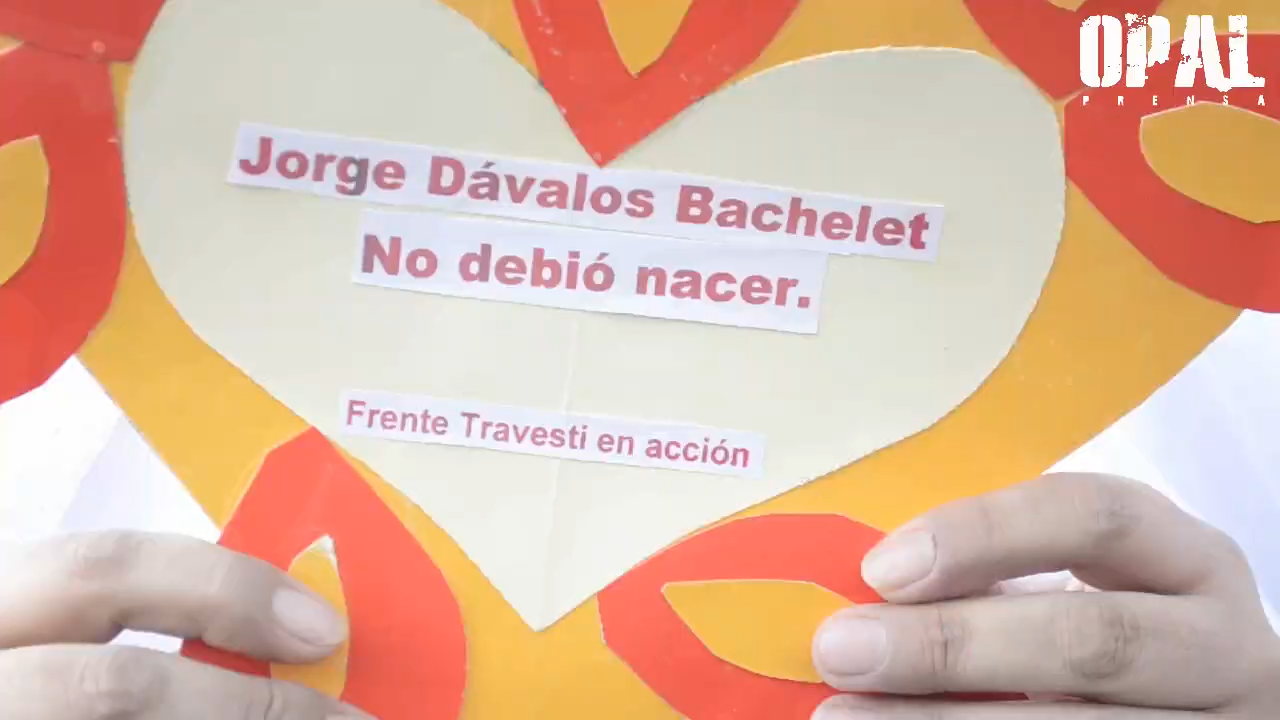 OPAL
PRENSA
Jorge Dávalos Bachelet
No debió nacer.
Frente Travesti en acción